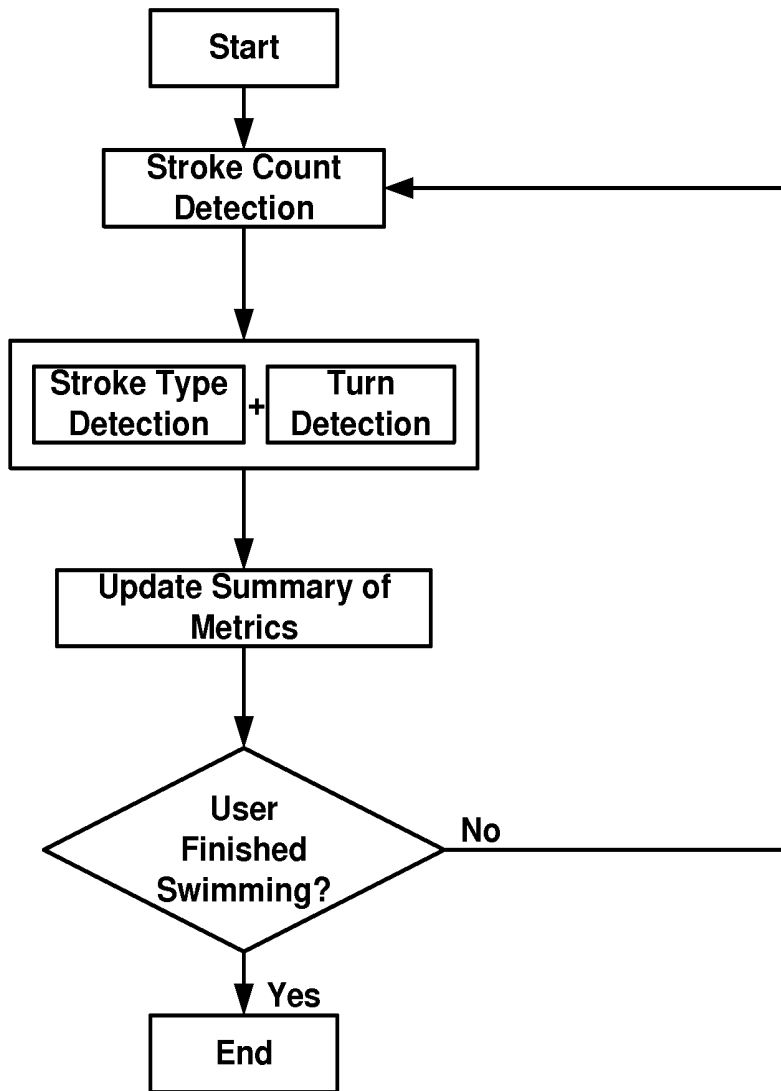 Start
Stroke Count
Detection
Stroke Type
Detection
+
Turn
Detection
Update Summary of
Metrics
User
Finished
Swimming?
No
Yes
End